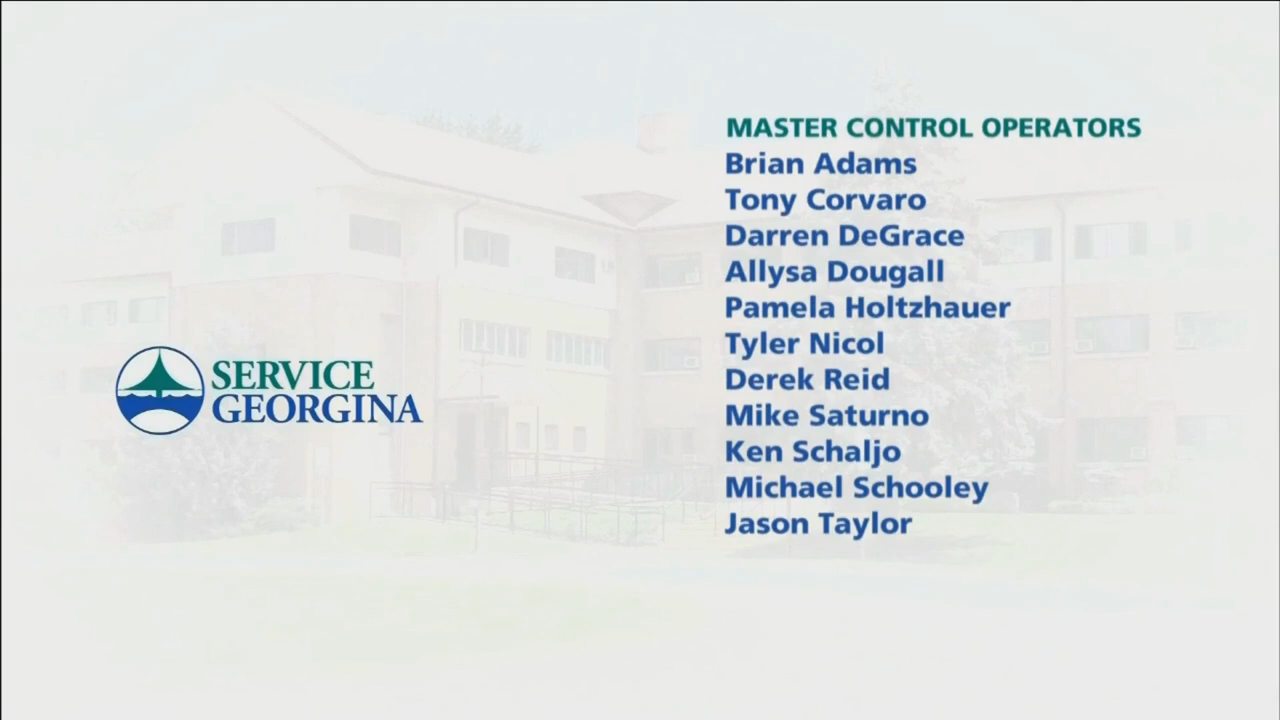 SERVICE
GEORGINA
MASTER CONTROL OPERATORS
Brian Adams
Tony Corvaro
Darren DeGrace
Allysa Dougall
Pamela Holtzhauer
Tyler Nicol
Derek Reid
Mike Saturno
Ken Schaljo
Michael Schooley
Jason Taylor